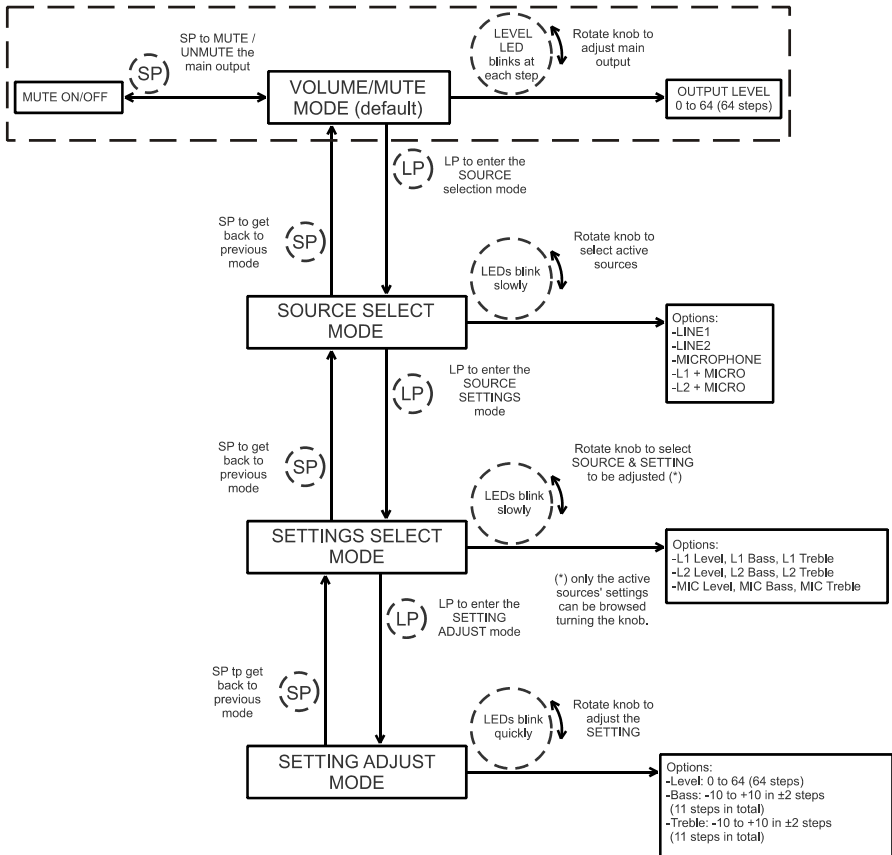 SP to MUTE /
UNMUTE the
main output
SP
MUTE ON/OFF
VOLUME/MUTE
MODE (default)
LEVEL
LED
blinks at
each step
Rotate knob to
adjust main
output
OUTPUT LEVEL
0 to 64 (64 steps)
LP
LP to enter the
SOURCE
selection mode
SP to get
back to
previous
mode
SP
LEDs blink
slowly
Rotate knob to
select active
sources
SOURCE SELECT
MODE
Options:
-LINE1
-LINE2
-MICROPHONE
-L1 + MICRO
-L2 + MICRO
LP
LP to enter the
SOURCE
SETTINGS
mode
SP to get
back to
previous
mode
SP
LEDs blink
slowly
Rotate knob to select
SOURCE & SETTING
to be adjusted (*)
SETTINGS SELECT
MODE
Options:
-L1 Level, L1 Bass, L1 Treble
-L2 Level, L2 Bass, L2 Treble
-MIC Level, MIC Bass, MIC Treble
(*) only the active
sources' settings
can be browsed
turning the knob.
LP
LP to enter the
SETTING
ADJUST mode
SP tp get
back to
previous
mode
SP
LEDs blink
quickly
Rotate knob to
adjust the
SETTING
SETTING ADJUST
MODE
Options:
-Level: 0 to 64 (64 steps)
-Bass: -10 to +10 in ±2 steps
(11 steps in total)
-Treble: -10 to +10 in ±2 steps
(11 steps in total)